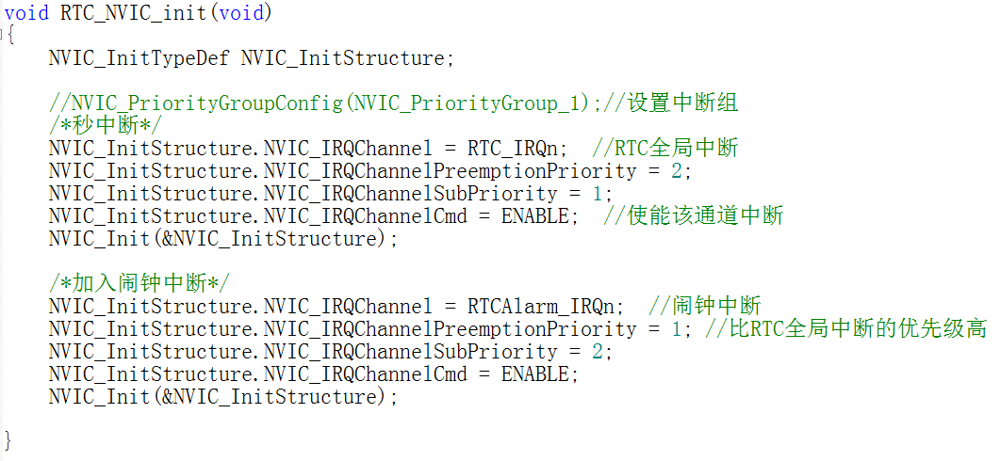 void RTC_NVIC_init(void)
{
    NVIC_InitTypeDef NVIC_InitStructure;
    //NVIC_PriorityGroupConfig(NVIC_PriorityGroup_1);//设置中断组
    /*秒中断*/
    NVIC_InitStructure.NVIC_IRQChannel = RTC_IRQn;  //RTC全局中断
    NVIC_InitStructure.NVIC_IRQChannelPreemptionPriority = 2;
    NVIC_InitStructure.NVIC_IRQChannelSubPriority = 1;
    NVIC_InitStructure.NVIC_IRQChannelCmd = ENABLE;  //使能该通道中断
    NVIC_Init(&NVIC_InitStructure);
    /*加入闹钟中断*/
    NVIC_InitStructure.NVIC_IRQChannel = RTCAlarm_IRQn;  //闹钟中断
    NVIC_InitStructure.NVIC_IRQChannelPreemptionPriority = 1; //比RTC全局中断的优先级高
    NVIC_InitStructure.NVIC_IRQChannelSubPriority = 2;
    NVIC_InitStructure.NVIC_IRQChannelCmd = ENABLE;
    NVIC_Init(&NVIC_InitStructure);
}